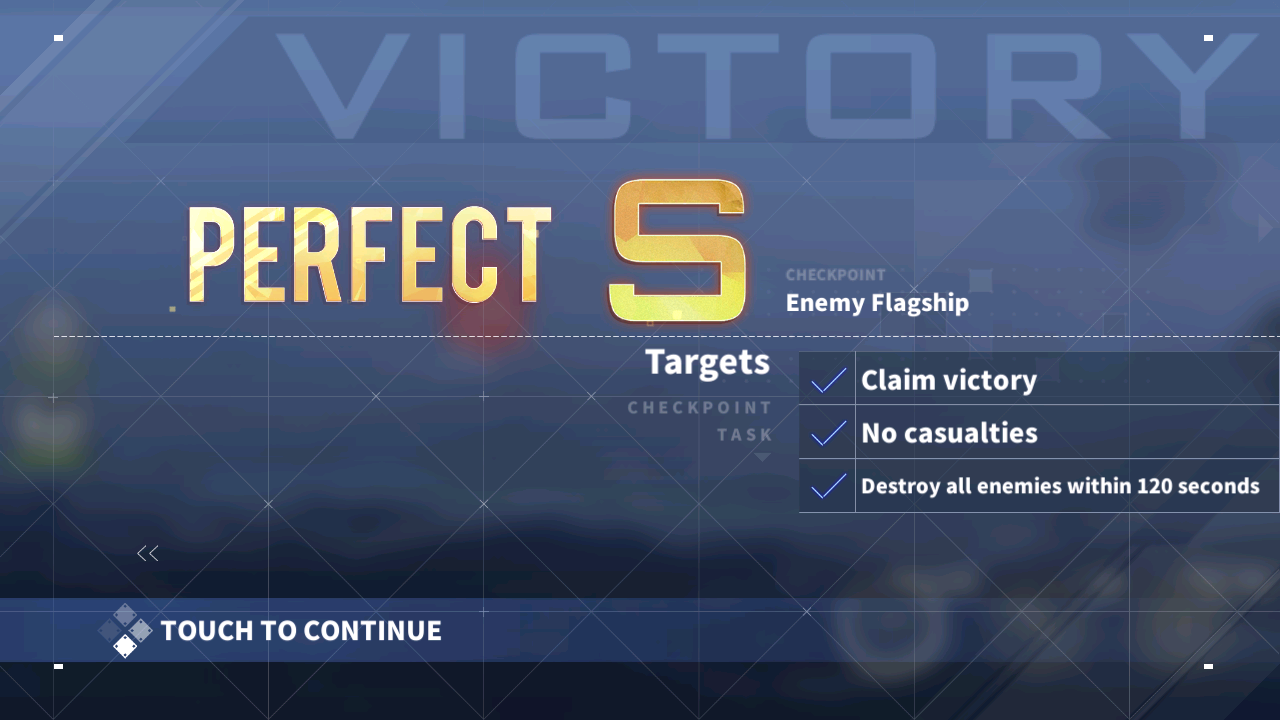 VICTORY
PERFECT S
CHECKPOINT
Enemy Flagship
Targets
CHECKPOINT
TASK
Claim victory
No casualties
Destroy all enemies within 120 seconds
TOUCH TO CONTINUE